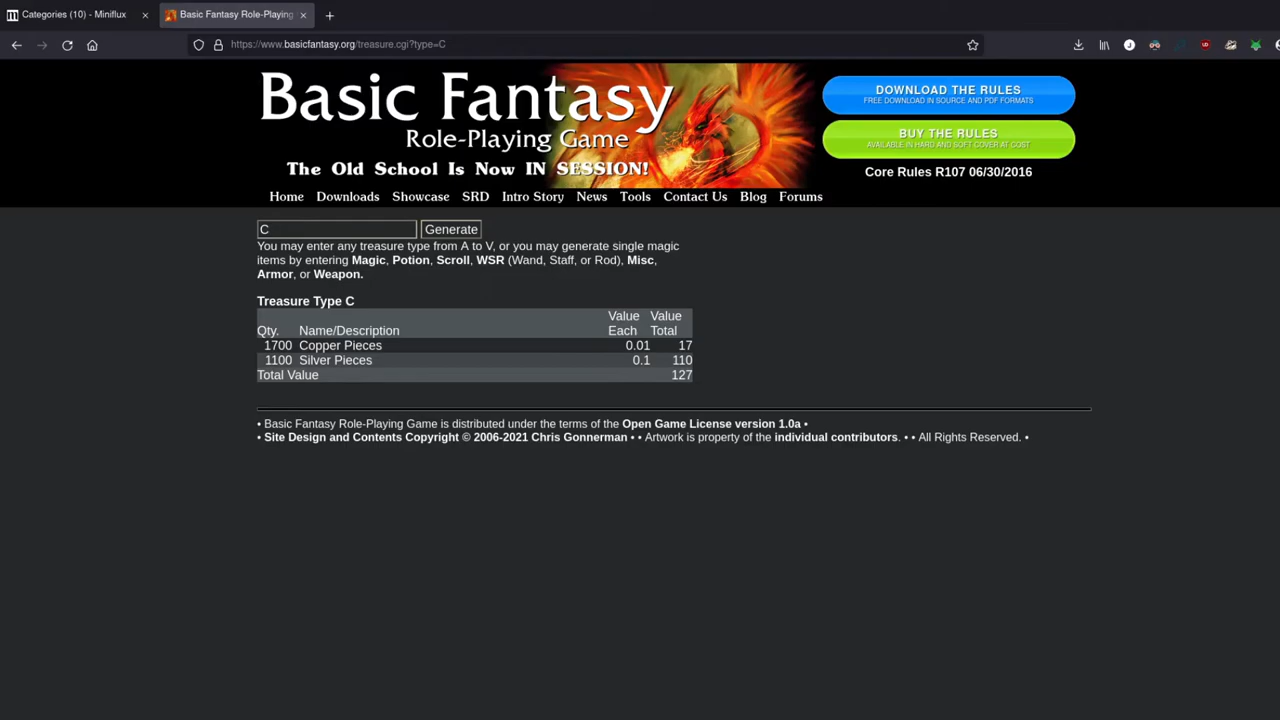 Categories (10) - Miniflux
Basic Fantasy Role-Playing
https://www.basicfantasy.org/treasure.cgi?type=C
Basic Fantasy
Role-Playing Game
The Old School Is Now IN SESSION!
DOWNLOAD THE RULES
FREE DOWNLOAD IN SOURCE AND PDF FORMATS
BUY THE RULES
AVAILABLE IN HARD AND SOFT COVER AT COST
Core Rules R107 06/30/2016
Home Downloads Showcase SRD Intro Story News Tools Contact Us Blog Forums
C Generate
You may enter any treasure type from A to V, or you may generate single magic
items by entering Magic, Potion, Scroll, WSR (Wand, Staff, or Rod), Misc,
Armor, or Weapon.
Treasure Type C
Value Value
Qty. Name/Description Each Total
1700 Copper Pieces 0.01 17
1100 Silver Pieces 0.1 110
Total Value 127
• Basic Fantasy Role-Playing Game is distributed under the terms of the Open Game License version 1.0a •
• Site Design and Contents Copyright © 2006-2021 Chris Gonnerman • • Artwork is property of the individual contributors. • • All Rights Reserved. •